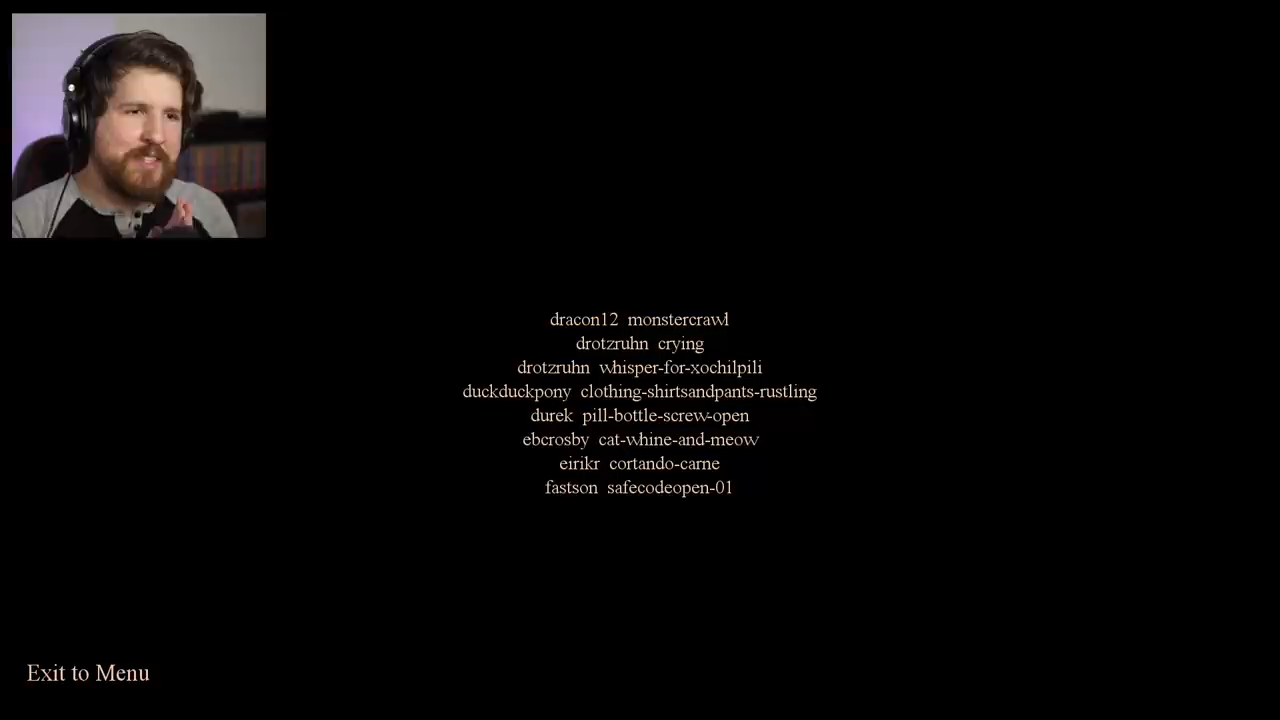 dracon12 monstercrawl
drotzruhn crying
drotzruhn whisper-for-xochilpili
duckduckpony clothing-shirtsandpants-rustling
durek pill-bottle-screw-open
ebcrosby cat-whine-and-meow
eirikr cortando-carne
fastson safecodeopen-01
Exit to Menu